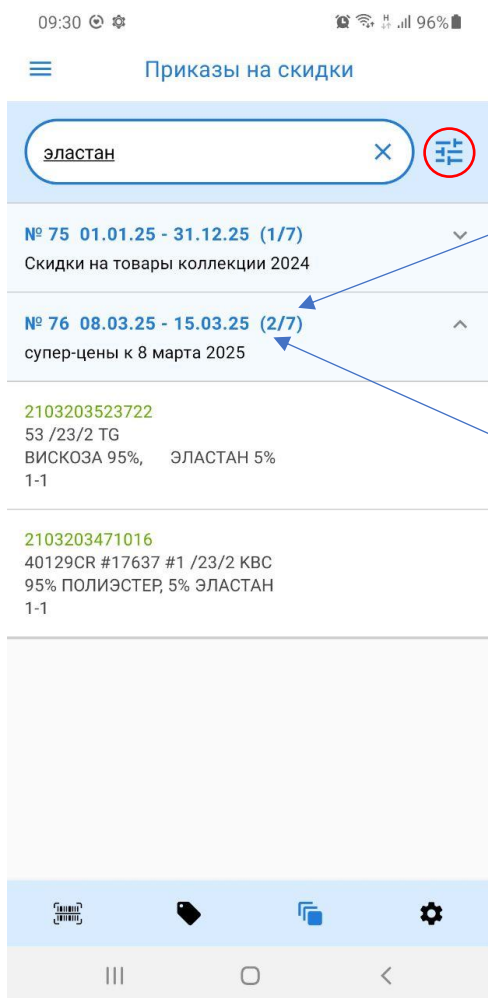 09:30 96%
Приказы на скидки
эластан
№ 75 01.01.25 - 31.12.25 (1/7)
Скидки на товары коллекции 2024
№ 76 08.03.25 - 15.03.25 (2/7)
супер-цены к 8 марта 2025
2103203523722
53 /23/2 TG
ВИСКОЗА 95%, ЭЛАСТАН 5%
1-1
2103203471016
40129CR #17637 #1 /23/2 KBC
95% ПОЛИЭСТЕР, 5% ЭЛАСТАН
1-1